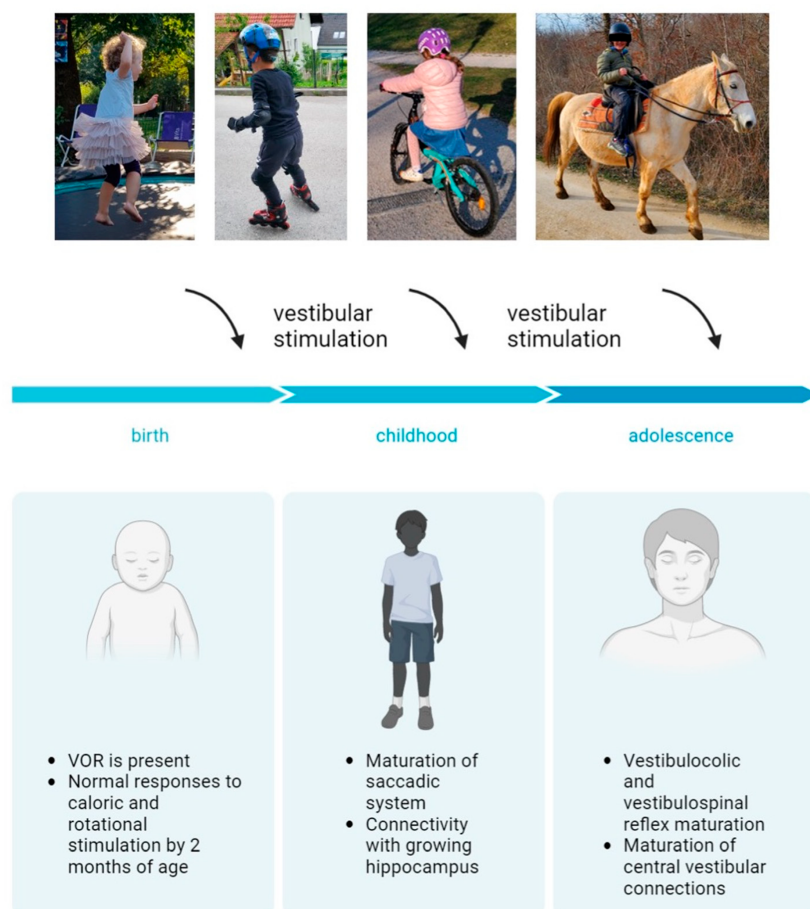 vestibular
stimulation
vestibular
stimulation
birth
childhood
adolescence
• VOR is present
• Normal responses to
caloric and
rotational
stimulation by 2
months of age
• Maturation of
saccadic
system
• Connectivity
with growing
hippocampus
• Vestibulocolic
and
vestibulospinal
reflex maturation
• Maturation of
central vestibular
connections